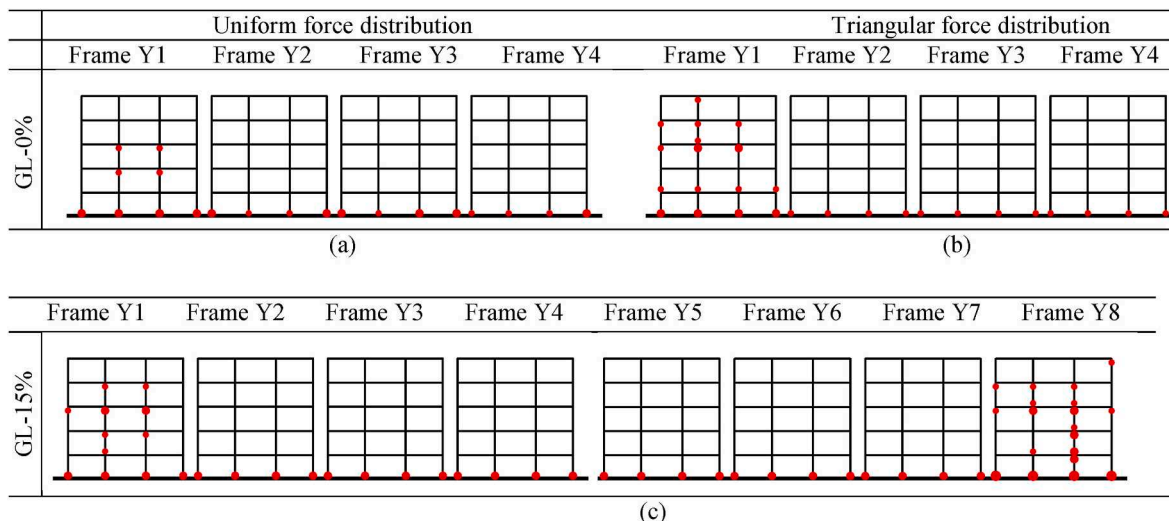 Uniform force distribution Triangular force distribution
Frame Y1 Frame Y2 Frame Y3 Frame Y4 Frame Y1 Frame Y2 Frame Y3 Frame Y4
GL-0%
(a) (b)
Frame Y1 Frame Y2 Frame Y3 Frame Y4 Frame Y5 Frame Y6 Frame Y7 Frame Y8
GL-15%
(c)